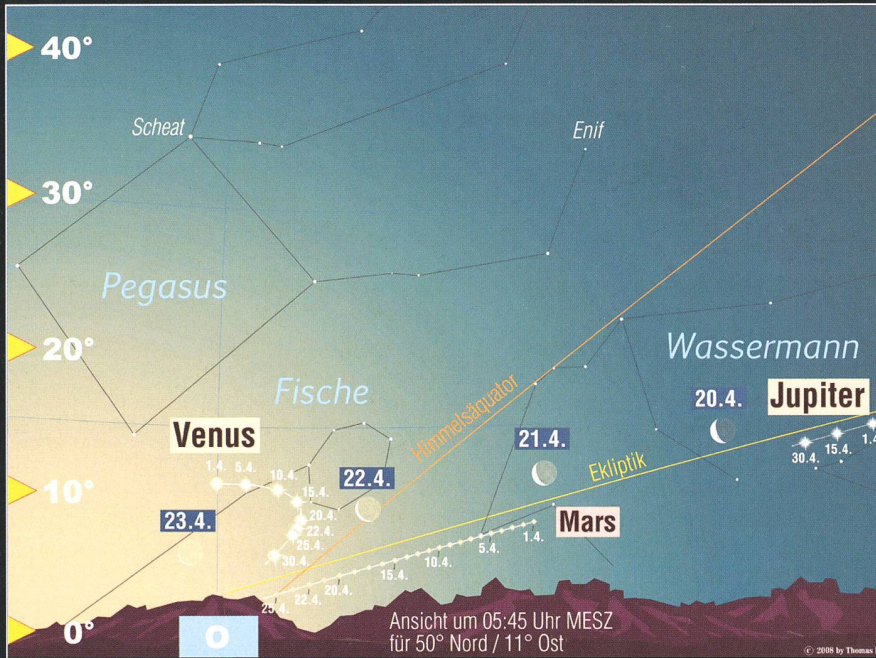 40°
Scheat
Enif
30°
Pegasus
20°
Wassermann
Fische
Himmelsäquator
20.4.
Jupiter
Venus
21.4.
30.4.
15.4.
1.4
1.4.
5.4.
10.4.
15.4.
20.4.
22.4.
25.4.
30.4.
22.4.
Ekliptik
10°
23.4.
Mars
1.4.
5.4.
10.4.
15.4.
20.4.
22.4.
25.4.
0°
O
Ansicht um 05:45 Uhr MESZ
für 50° Nord / 11° Ost
© 2008 by Thomas